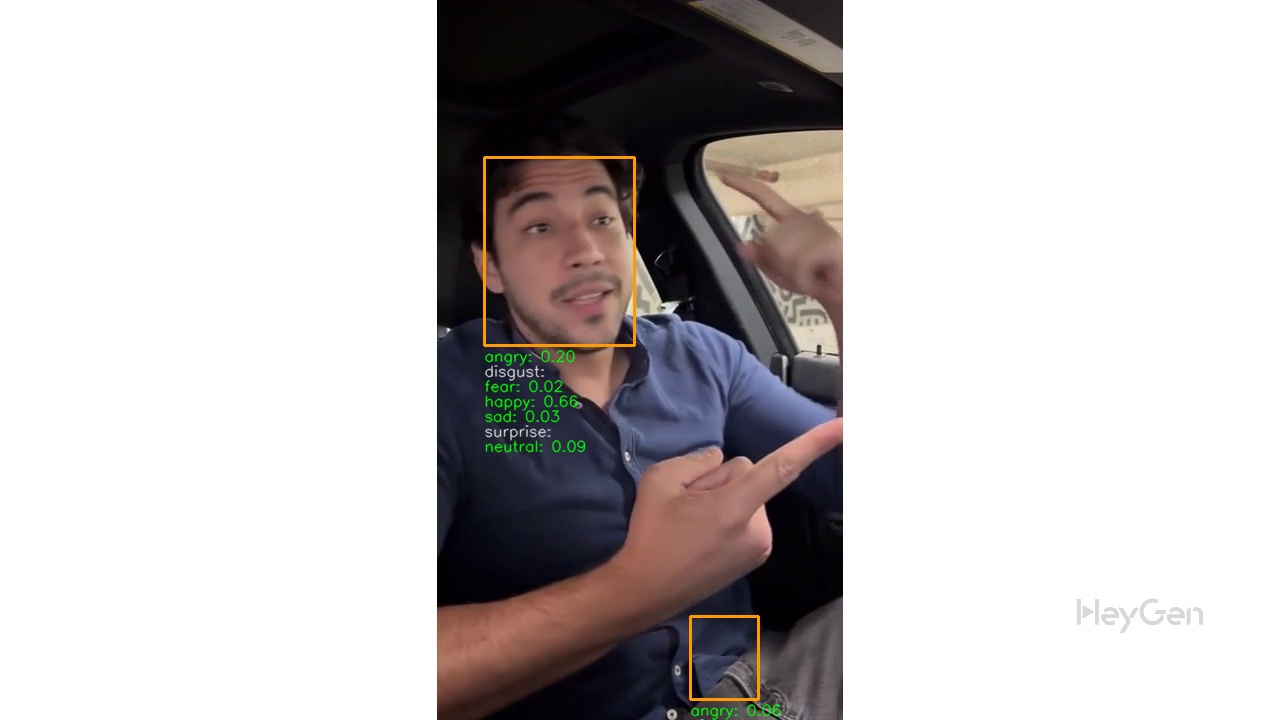 angry: 0.20
disgust:
fear: 0.02
happy: 0.66
sad: 0.03
surprise:
neutral: 0.09
HeyGen
angry: 0.06